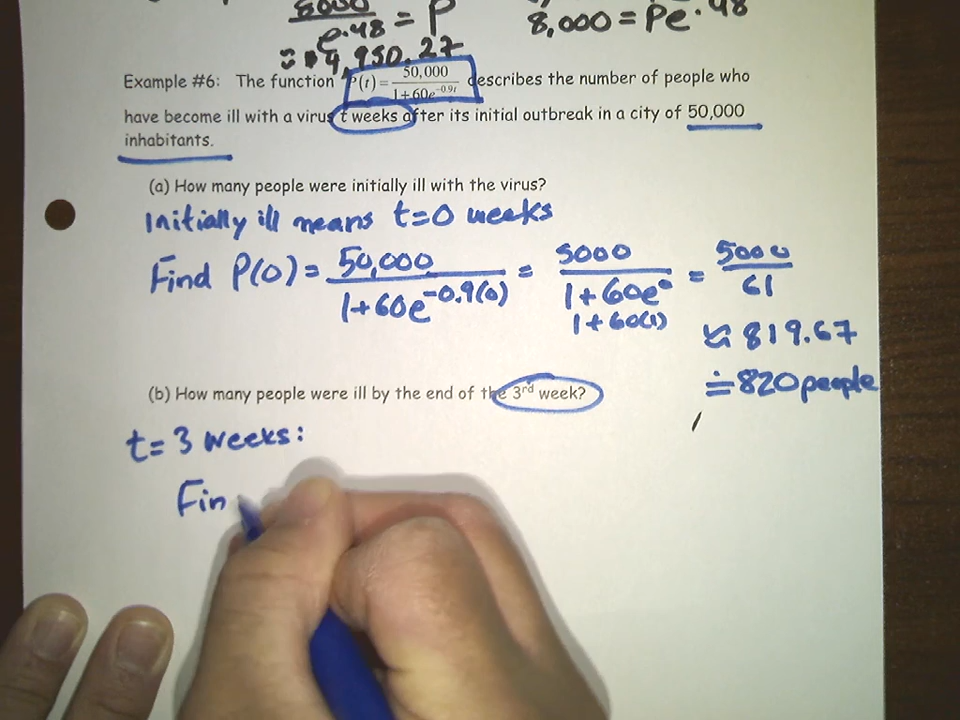 8000 / e^.48 = P
8,000 = Pe^.48
≈ 4,950.27
Example #6: The function P(t) = 50,000 / 1+60e^-0.9t describes the number of people who
have become ill with a virus t weeks after its initial outbreak in a city of 50,000
inhabitants.
(a) How many people were initially ill with the virus?
Initially ill means t=0 weeks
Find P(0) = 50,000 / 1+60e^-0.9(0) = 5000 / 1+60e^0 = 5000 / 61
1+60(1)
≈ 819.67
≐ 820 people
(b) How many people were ill by the end of the 3rd week?
t= 3 weeks:
Fin